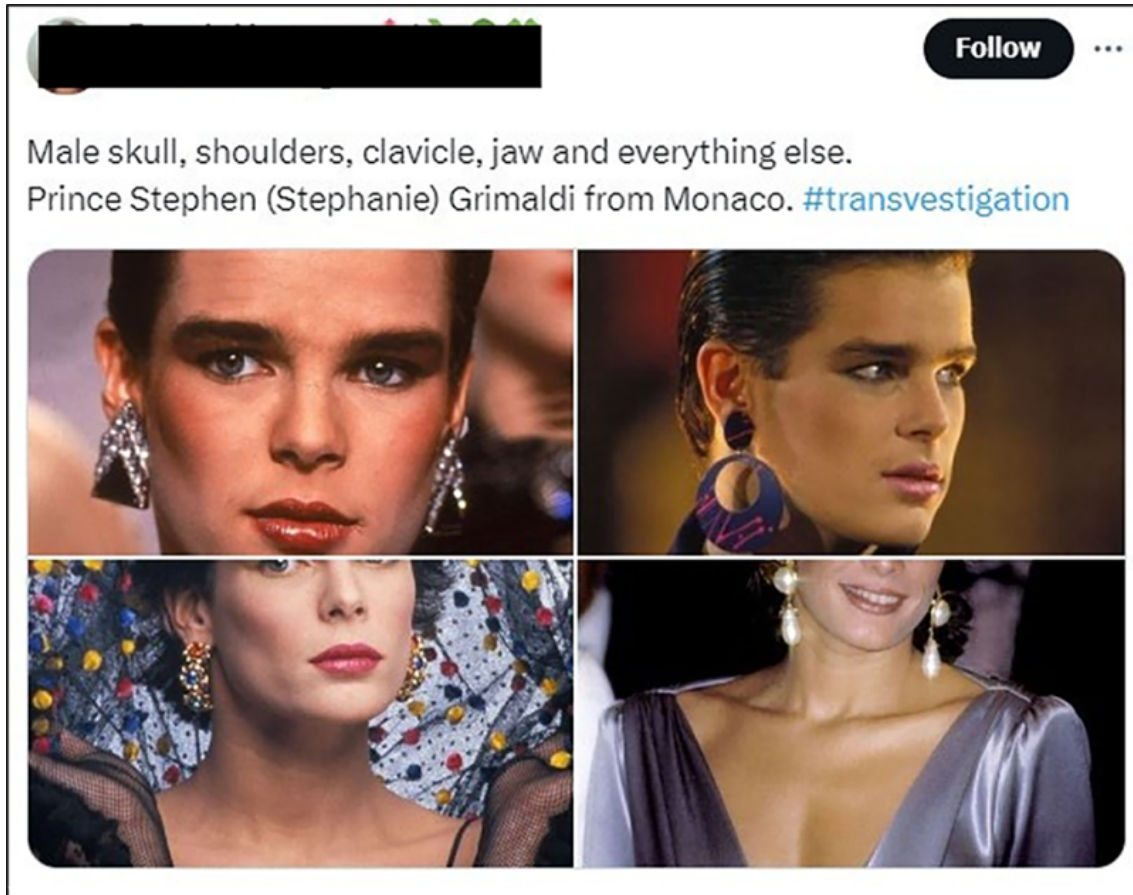 Follow
Male skull, shoulders, clavicle, jaw and everything else.
Prince Stephen (Stephanie) Grimaldi from Monaco. #transvestigation